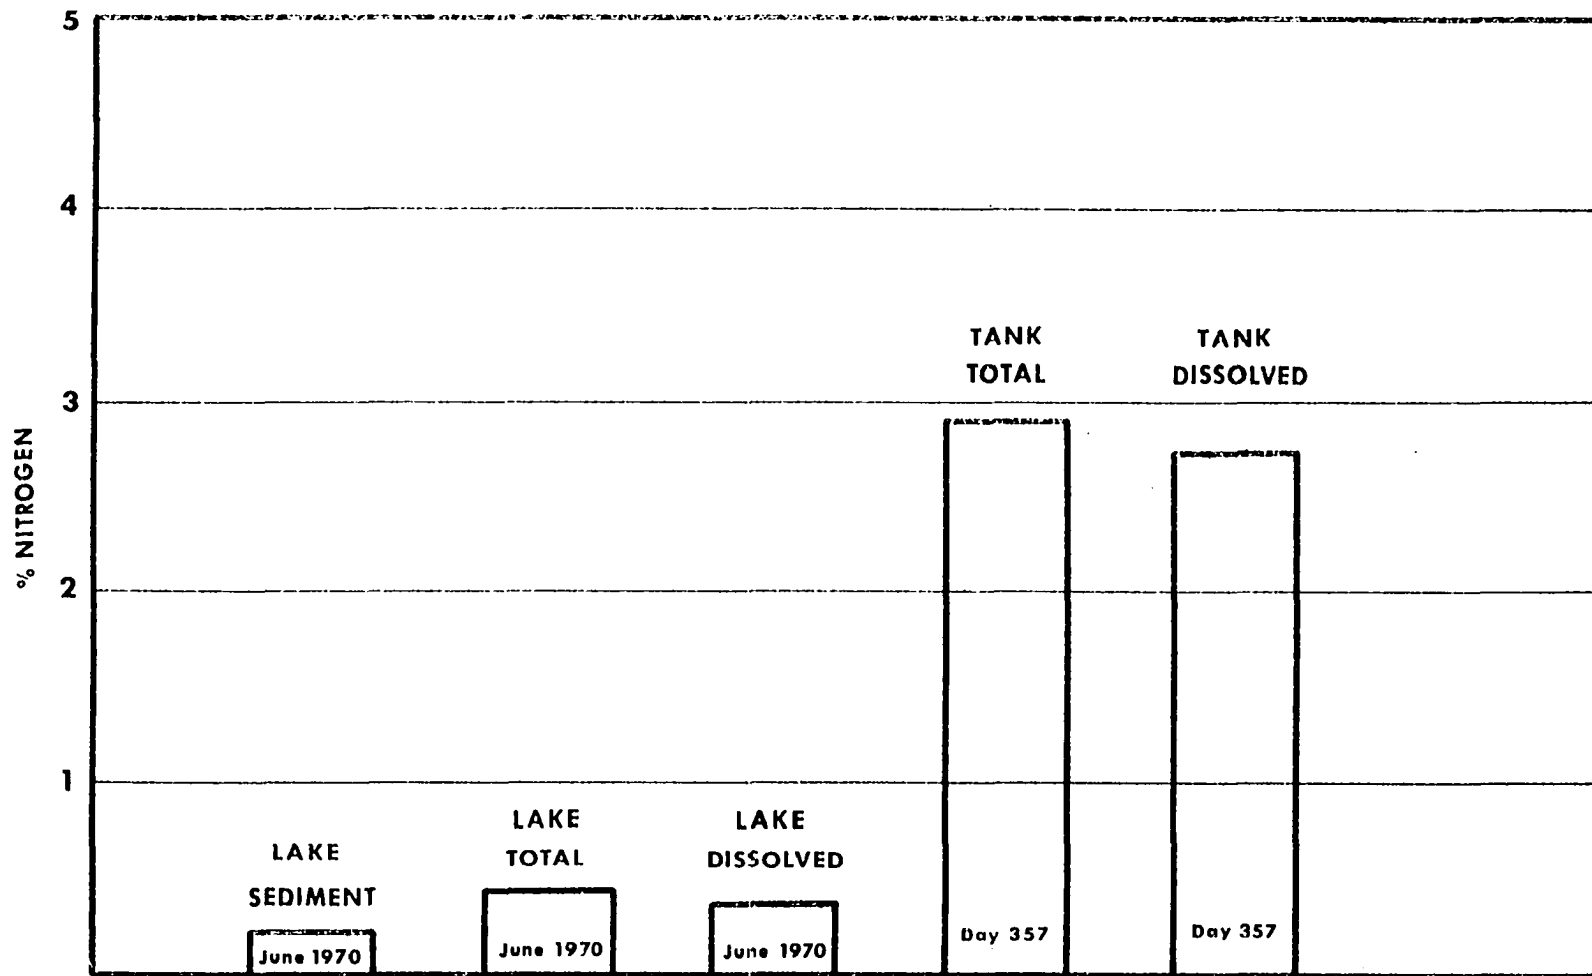 5
4
3
2
1
% NITROGEN
LAKE
SEDIMENT
June 1970
LAKE
TOTAL
June 1970
LAKE
DISSOLVED
June 1970
TANK
TOTAL
Day 357
TANK
DISSOLVED
Day 357